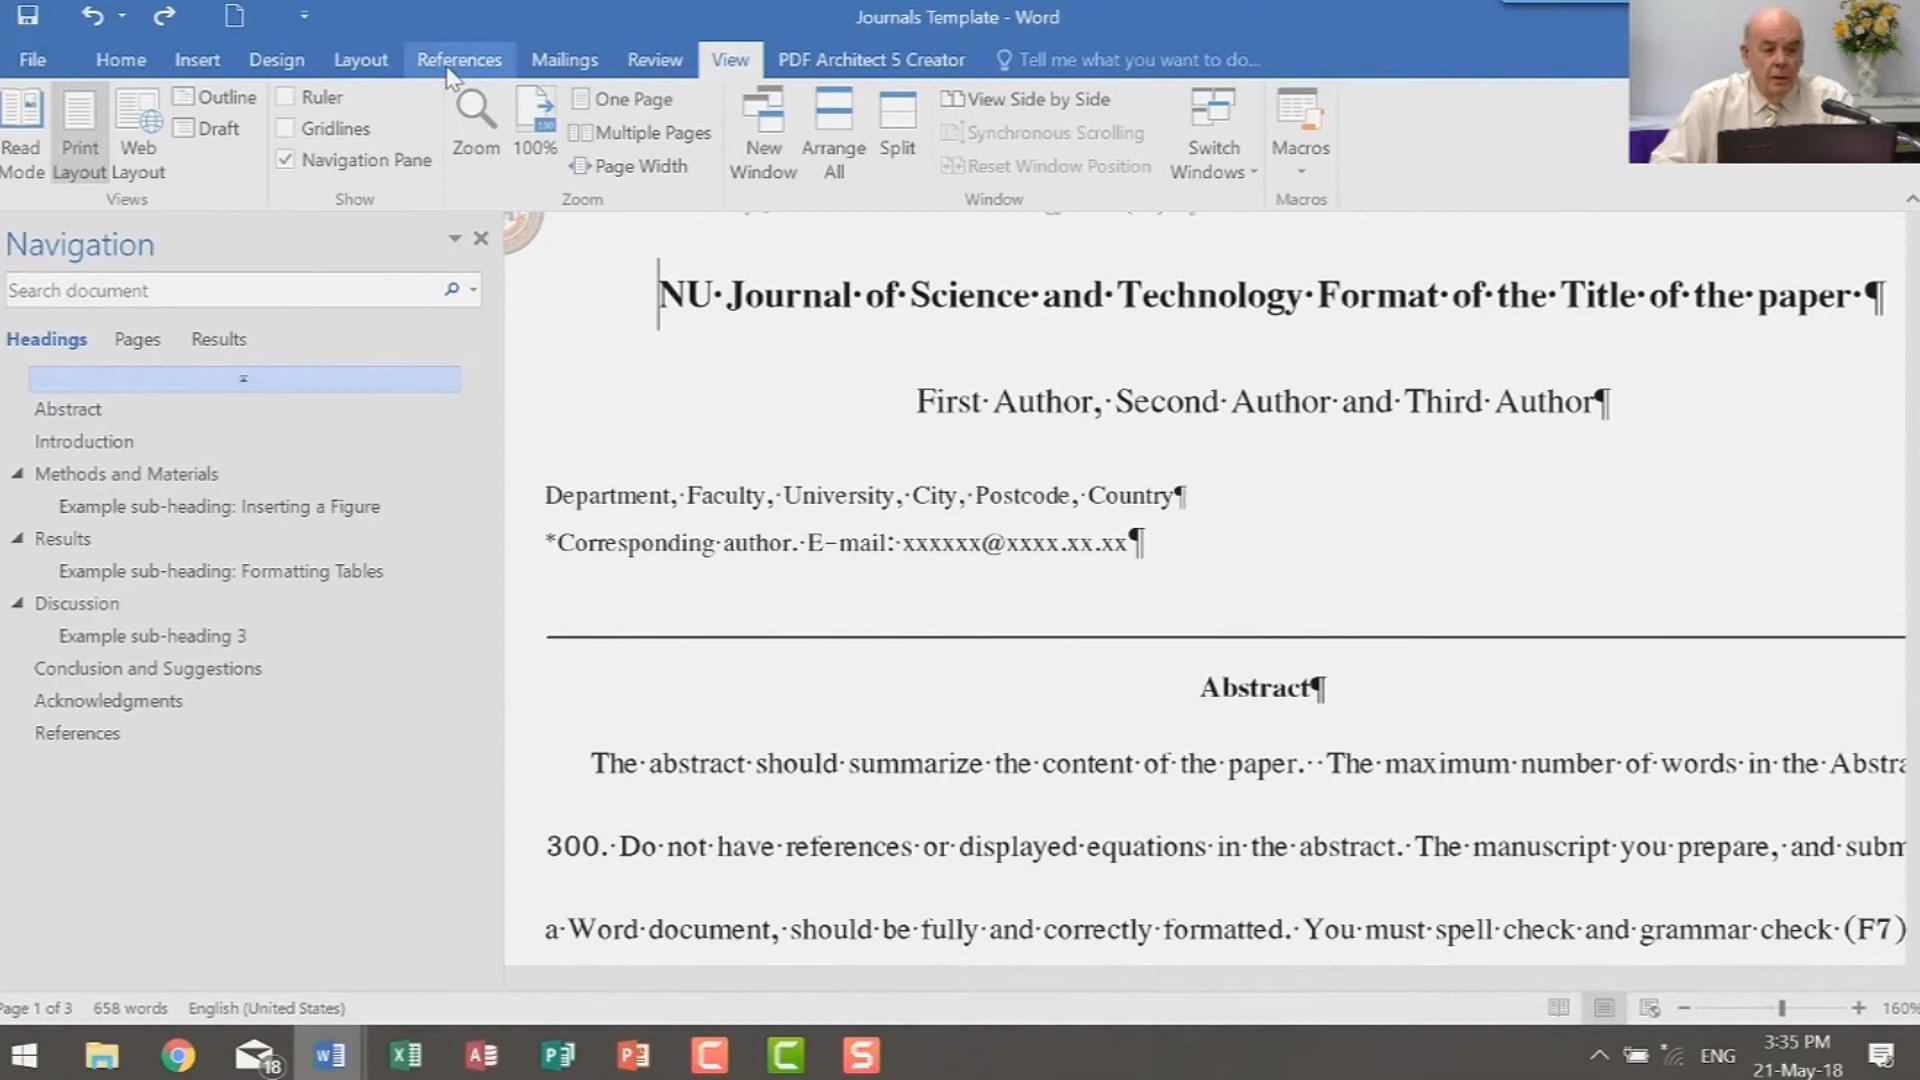 Journals Template - Word
File Home Insert Design Layout References Mailings Review View PDF Architect 5 Creator Tell me what you want to do...
Read Mode
Print Layout
Web Layout
Outline
Draft
Views
Ruler
Gridlines
Navigation Pane
Show
Zoom
100
100%
One Page
Multiple Pages
Page Width
Zoom
New Window
Arrange All
Split
View Side by Side
Synchronous Scrolling
Reset Window Position
Window
Switch Windows
Macros
Macros
Navigation
Search document
Headings Pages Results
Abstract
Introduction
Methods and Materials
Example sub-heading: Inserting a Figure
Results
Example sub-heading: Formatting Tables
Discussion
Example sub-heading 3
Conclusion and Suggestions
Acknowledgments
References
NU·Journal·of·Science·and·Technology·Format·of·the·Title·of·the·paper·¶
First·Author,·Second·Author·and·Third·Author¶
Department,·Faculty,·University,·City,·Postcode,·Country¶
*Corresponding·author.·E-mail:·xxxxxx@xxxx.xx.xx¶
Abstract¶
The·abstract·should·summarize·the·content·of·the·paper.··The·maximum·number·of·words·in·the·Abstra
300.·Do·not·have·references·or·displayed·equations·in·the·abstract.·The·manuscript·you·prepare,·and·subm
a·Word·document,·should·be·fully·and·correctly·formatted.·You·must·spell·check·and·grammar·check·(F7)
Page 1 of 3 658 words English (United States) 160%
18
ENG
3:35 PM
21-May-18